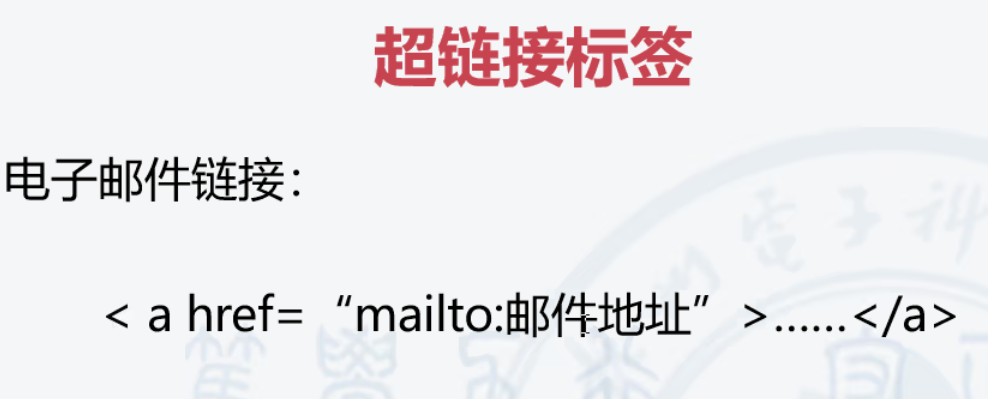 超链接标签
电子邮件链接：
< a href= “mailto:邮件地址” >……</a>